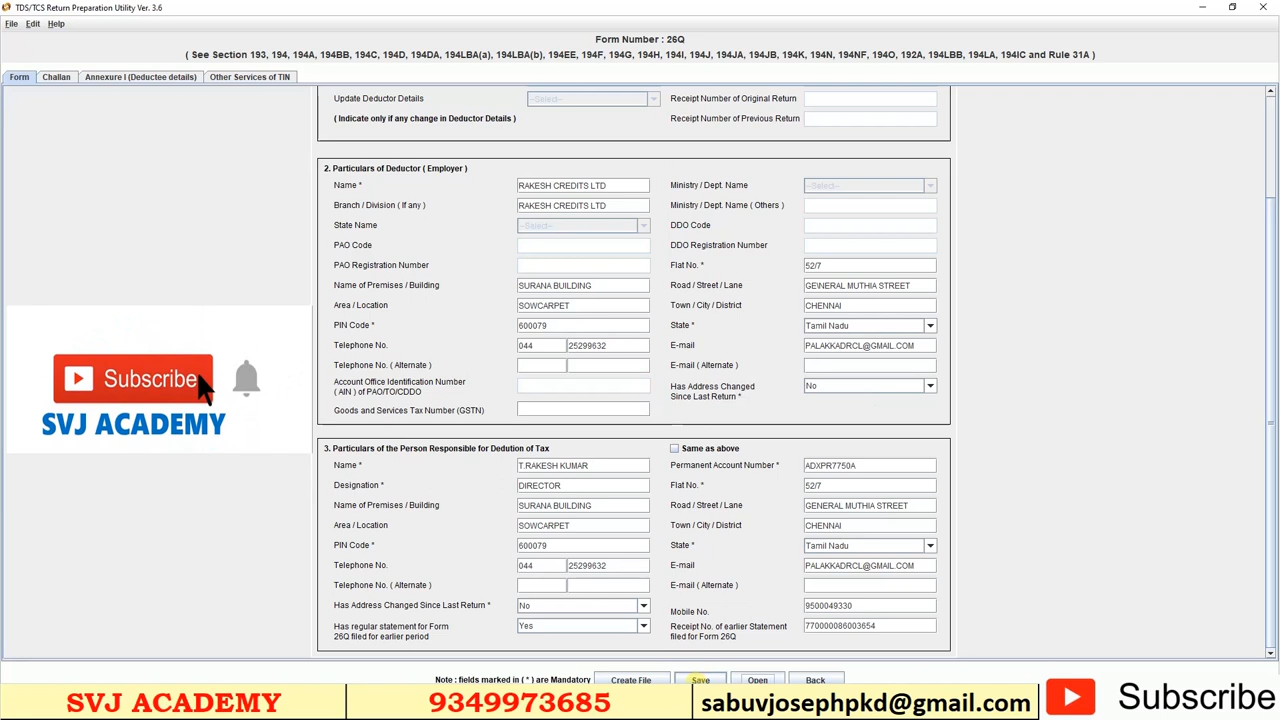 TDS/TCS Return Preparation Utility Ver. 3.6
File Edit Help
Form Number : 26Q
( See Section 193, 194, 194A, 194BB, 194C, 194D, 194DA, 194LBA(a), 194LBA(b), 194EE, 194F, 194G, 194H, 194I, 194J, 194JA, 194JB, 194K, 194N, 194NF, 194O, 192A, 194LBB, 194LA, 194IC and Rule 31A )
Form Challan Annexure I (Deductee details) Other Services of TIN
Update Deductor Details --Select-- Receipt Number of Original Return
( Indicate only if any change in Deductor Details ) Receipt Number of Previous Return
2. Particulars of Deductor ( Employer )
Name * RAKESH CREDITS LTD Ministry / Dept. Name --Select--
Branch / Division ( If any ) RAKESH CREDITS LTD Ministry / Dept. Name ( Others )
State Name --Select-- DDO Code
PAO Code DDO Registration Number
PAO Registration Number Flat No. * 52/7
Name of Premises / Building SURANA BUILDING Road / Street / Lane GE\NERAL MUTHIA STREET
Area / Location SOWCARPET Town / City / District CHENNAI
PIN Code * 600079 State * Tamil Nadu
Telephone No. 044 25299632 E-mail PALAKKADRCL@GMAIL.COM
Telephone No. ( Alternate ) E-mail ( Alternate )
Account Office Identification Number
( AIN ) of PAO/TO/CDDO Has Address Changed Since Last Return * No
Goods and Services Tax Number (GSTN)
3. Particulars of the Person Responsible for Dedution of Tax Same as above
Name * T.RAKESH KUMAR Permanent Account Number * ADXPR7750A
Designation * DIRECTOR Flat No. * 52/7
Name of Premises / Building SURANA BUILDING Road / Street / Lane GENERAL MUTHIA STREET
Area / Location SOWCARPET Town / City / District CHENNAI
PIN Code * 600079 State * Tamil Nadu
Telephone No. 044 25299632 E-mail PALAKKADRCL@GMAIL.COM
Telephone No. ( Alternate ) E-mail ( Alternate )
Has Address Changed Since Last Return * No Mobile No. 9500049330
Has regular statement for Form 26Q filed for earlier period Yes Receipt No. of earlier Statement filed for Form 26Q 770000086003654
Subscribe
SVJ ACADEMY
Note : fields marked in ( * ) are Mandatory Create File Save Open Back
SVJ ACADEMY 9349973685 sabuvjosephpkd@gmail.com Subscribe